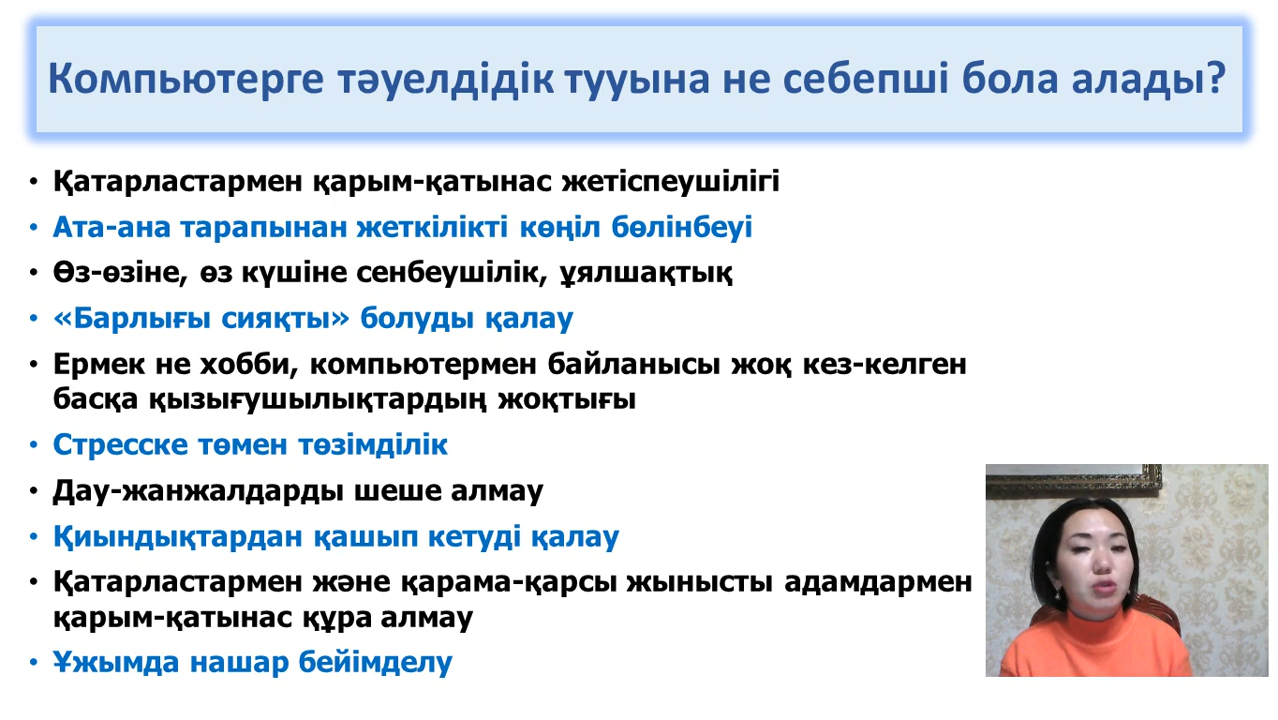 Компьютерге тәуелдідік тууына не себепші бола алады?
• Қатарластармен қарым-қатынас жетіспеушілігі
• Ата-ана тарапынан жеткілікті көңіл бөлінбеуі
• Өз-өзіне, өз күшіне сенбеушілік, ұялшақтық
• «Барлығы сияқты» болуды қалау
• Ермек не хобби, компьютермен байланысы жоқ кез-келген
басқа қызығушылықтардың жоқтығы
• Стресске төмен төзімділік
• Дау-жанжалдарды шеше алмау
• Қиындықтардан қашып кетуді қалау
• Қатарластармен және қарама-қарсы жынысты адамдармен
қарым-қатынас құра алмау
• Ұжымда нашар бейімделу